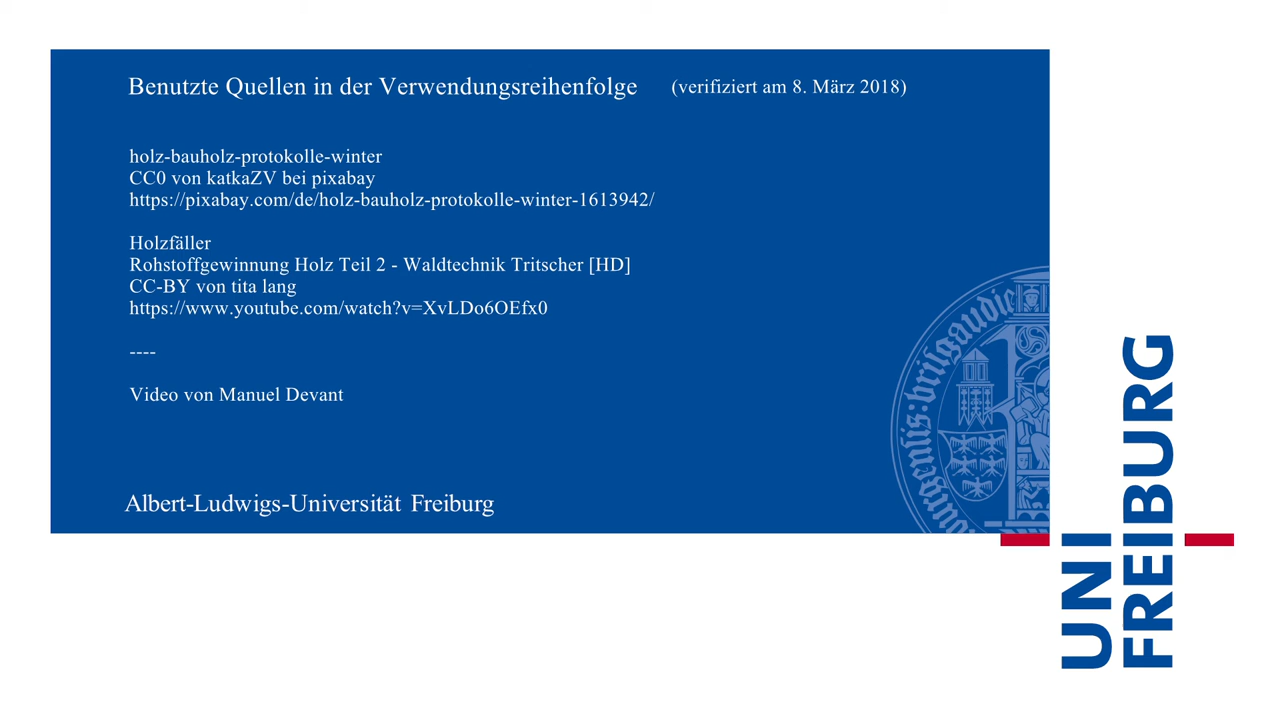 Benutzte Quellen in der Verwendungsreihenfolge (verifiziert am 8. März 2018)
holz-bauholz-protokolle-winter
CC0 von katkaZV bei pixabay
https://pixabay.com/de/holz-bauholz-protokolle-winter-1613942/
Holzfäller
Rohstoffgewinnung Holz Teil 2 - Waldtechnik Tritscher [HD]
CC-BY von tita lang
https://www.youtube.com/watch?v=XvLDo6OEfx0
----
Video von Manuel Devant
Albert-Ludwigs-Universität Freiburg
UNI
FREIBURG